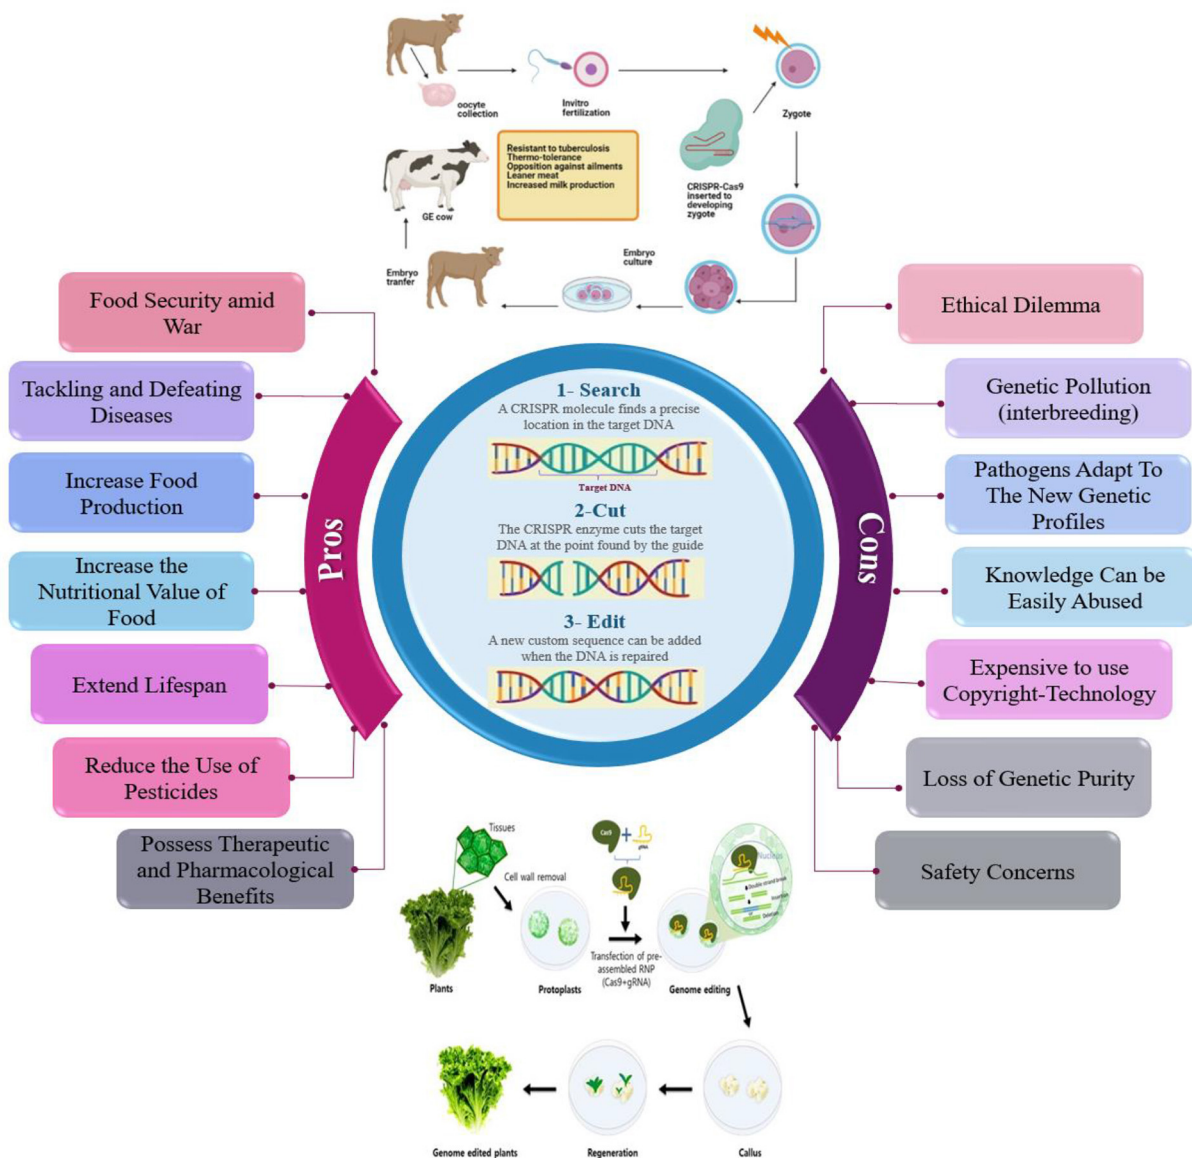 oocyte
collection
Invitro
fertilization
Zygote
CRISPR-Cas9
inserted to
developing
zygote
Resistant to tuberculosis
Thermo-tolerance
Opposition against ailments
Leaner meat
Increased milk production
GE cow
Embryo
tranfer
Embryo
culture
Food Security amid
War
Tackling and Defeating
Diseases
Increase Food
Production
Increase the
Nutritional Value of
Food
Extend Lifespan
Reduce the Use of
Pesticides
Possess Therapeutic
and Pharmacological
Benefits
Pros
1- Search
A CRISPR molecule finds a precise
location in the target DNA
Target DNA
2-Cut
The CRISPR enzyme cuts the target
DNA at the point found by the guide
3- Edit
A new custom sequence can be added
when the DNA is repaired
Cons
Ethical Dilemma
Genetic Pollution
(interbreeding)
Pathogens Adapt To
The New Genetic
Profiles
Knowledge Can be
Easily Abused
Expensive to use
Copyright-Technology
Loss of Genetic Purity
Safety Concerns
Tissues
Cell wall removal
Plants
Protoplasts
Cas9
gRNA
Transfection of pre-
assembled RNP
(Cas9+gRNA)
Nucleus
Double strand break
Insertion
or
Deletion
Genome editing
Callus
Regeneration
Genome edited plants